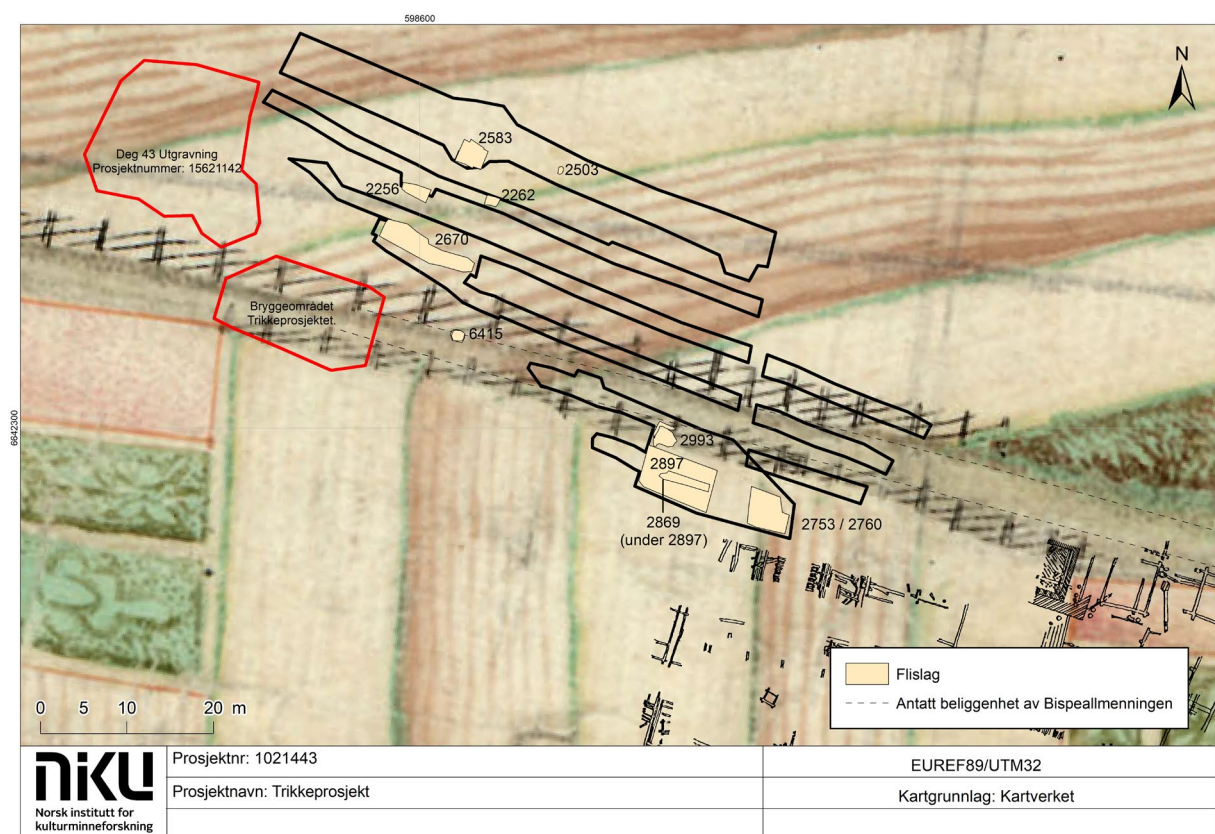 598600
N
Deg 43 Utgravning
Prosjektnummer: 15621142
2583
2503
2256
2262
2670
Bryggeområdet
Trikkeprosjektet.
6415
6642300
2993
2897
2869
(under 2897)
2753 / 2760
Flislag
Antatt beliggenhet av Bispeallmenningen
0 5 10 20 m
NIKU
Norsk institutt for
kulturminneforskning
Prosjektnr: 1021443
Prosjektnavn: Trikkeprosjekt
EUREF89/UTM32
Kartgrunnlag: Kartverket